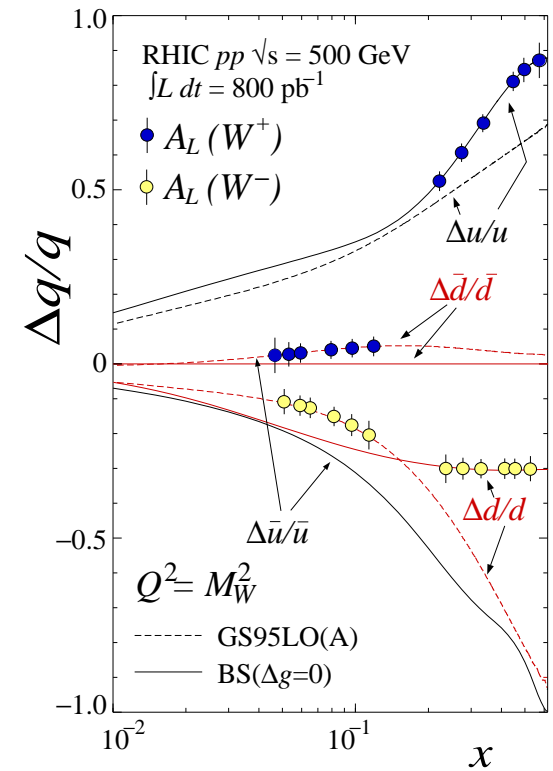 1.0
RHIC pp √s = 500 GeV
∫L dt = 800 pb⁻¹
A_L (W⁺)
A_L (W⁻)
0.5
Δu/u
Δq/q
Δd̄/d̄
0
Δd/d
Δū/ū
−0.5
Q² = M_W²
GS95LO(A)
BS(Δg=0)
−1.0
10⁻² 10⁻¹ x